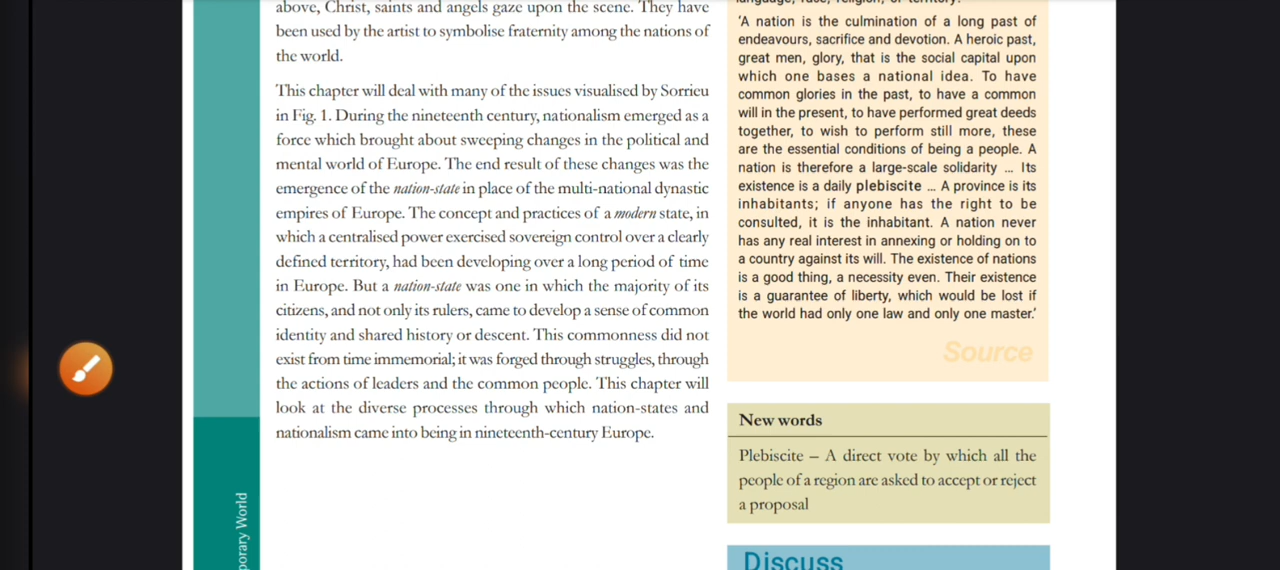 above, Christ, saints and angels gaze upon the scene. They have
been used by the artist to symbolise fraternity among the nations of
the world.
This chapter will deal with many of the issues visualised by Sorrieu
in Fig. 1. During the nineteenth century, nationalism emerged as a
force which brought about sweeping changes in the political and
mental world of Europe. The end result of these changes was the
emergence of the nation-state in place of the multi-national dynastic
empires of Europe. The concept and practices of a modern state, in
which a centralised power exercised sovereign control over a clearly
defined territory, had been developing over a long period of time
in Europe. But a nation-state was one in which the majority of its
citizens, and not only its rulers, came to develop a sense of common
identity and shared history or descent. This commonness did not
exist from time immemorial; it was forged through struggles, through
the actions of leaders and the common people. This chapter will
look at the diverse processes through which nation-states and
nationalism came into being in nineteenth-century Europe.
language, race, religion, or territory:
‘A nation is the culmination of a long past of
endeavours, sacrifice and devotion. A heroic past,
great men, glory, that is the social capital upon
which one bases a national idea. To have
common glories in the past, to have a common
will in the present, to have performed great deeds
together, to wish to perform still more, these
are the essential conditions of being a people. A
nation is therefore a large-scale solidarity … Its
existence is a daily plebiscite … A province is its
inhabitants; if anyone has the right to be
consulted, it is the inhabitant. A nation never
has any real interest in annexing or holding on to
a country against its will. The existence of nations
is a good thing, a necessity even. Their existence
is a guarantee of liberty, which would be lost if
the world had only one law and only one master.’
Source
New words
Plebiscite – A direct vote by which all the
people of a region are asked to accept or reject
a proposal
Discuss
porary World